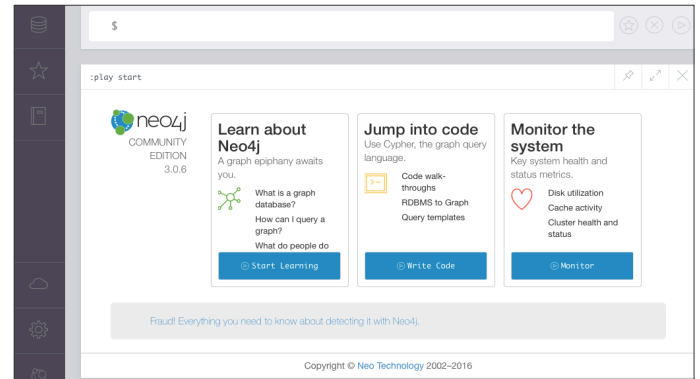 $
:play start
neo4j
COMMUNITY
EDITION
3.0.6
Learn about
Neo4j
A graph epiphany awaits
you.
What is a graph
database?
How can I query a
graph?
What do people do
Start Learning
Jump into code
Use Cypher, the graph query
language.
Code walk-
throughs
RDBMS to Graph
Query templates
Write Code
Monitor the
system
Key system health and
status metrics.
Disk utilization
Cache activity
Cluster health and
status
Monitor
Fraud! Everything you need to know about detecting it with Neo4j.
Copyright © Neo Technology 2002–2016